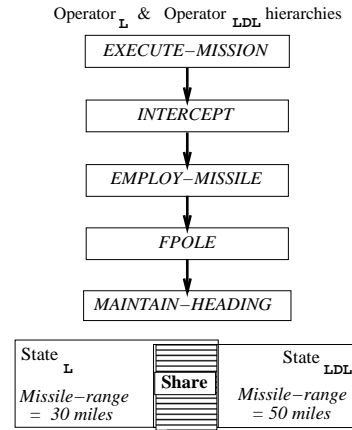 Operator L & Operator LDL hierarchies
EXECUTE−MISSION
INTERCEPT
EMPLOY−MISSILE
FPOLE
MAINTAIN−HEADING
State L
Missile−range
= 30 miles
Share
State LDL
Missile−range
= 50 miles